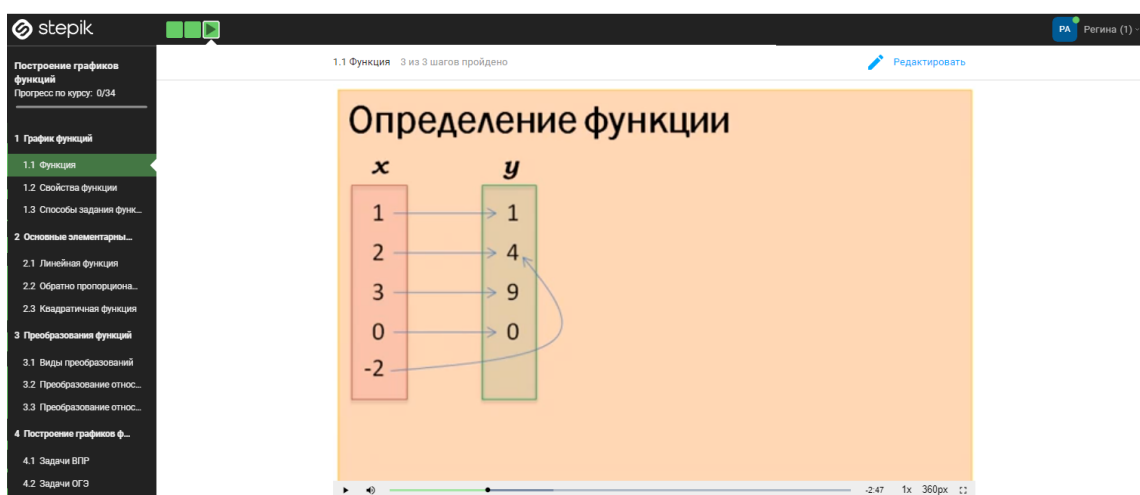 stepik
РА Регина (1)
Построение графиков
функций
Прогресс по курсу: 0/34
1 График функций
1.1 Функция
1.2 Свойства функции
1.3 Способы задания функ...
2 Основные элементарны...
2.1 Линейная функция
2.2 Обратно пропорциона...
2.3 Квадратичная функция
3 Преобразования функций
3.1 Виды преобразований
3.2 Преобразование относ...
3.3 Преобразование относ...
4 Построение графиков ф...
4.1 Задачи ВПР
4.2 Задачи ОГЭ
1.1 Функция 3 из 3 шагов пройдено
Редактировать
Определение функции
x y
1 1
2 4
3 9
0 0
-2
-2:47 1x 360px